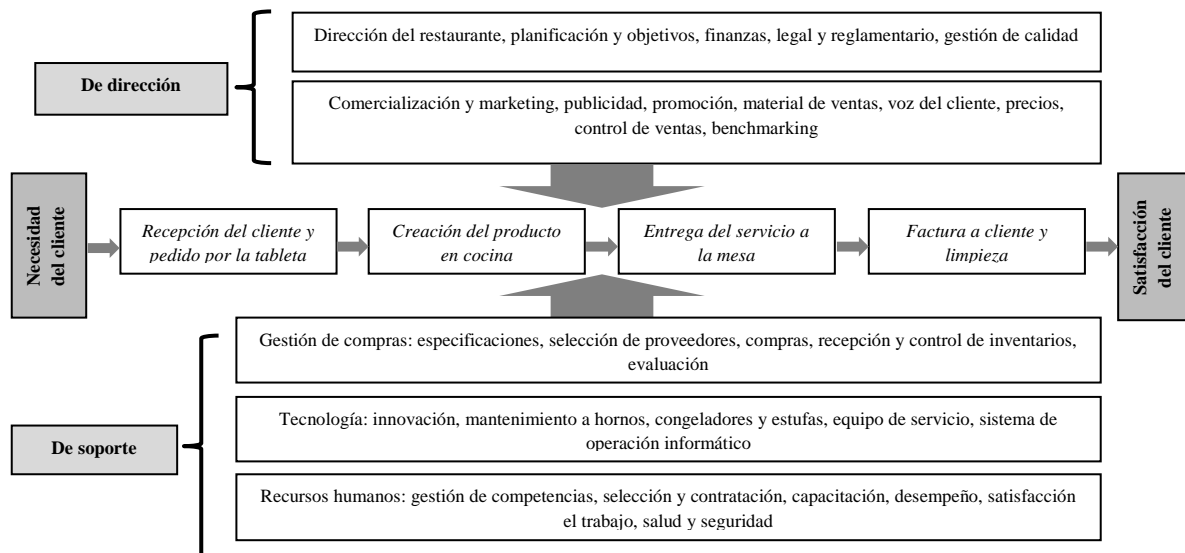 Dirección del restaurante, planificación y objetivos, finanzas, legal y reglamentario, gestión de calidad
De dirección
Comercialización y marketing, publicidad, promoción, material de ventas, voz del cliente, precios,
control de ventas, benchmarking
Necesidad
del cliente
Recepción del cliente y
pedido por la tableta
Creación del producto
en cocina
Entrega del servicio a
la mesa
Factura a cliente y
limpieza
Satisfacción
del cliente
Gestión de compras: especificaciones, selección de proveedores, compras, recepción y control de inventarios,
evaluación
De soporte
Tecnología: innovación, mantenimiento a hornos, congeladores y estufas, equipo de servicio, sistema de
operación informático
Recursos humanos: gestión de competencias, selección y contratación, capacitación, desempeño, satisfacción
el trabajo, salud y seguridad